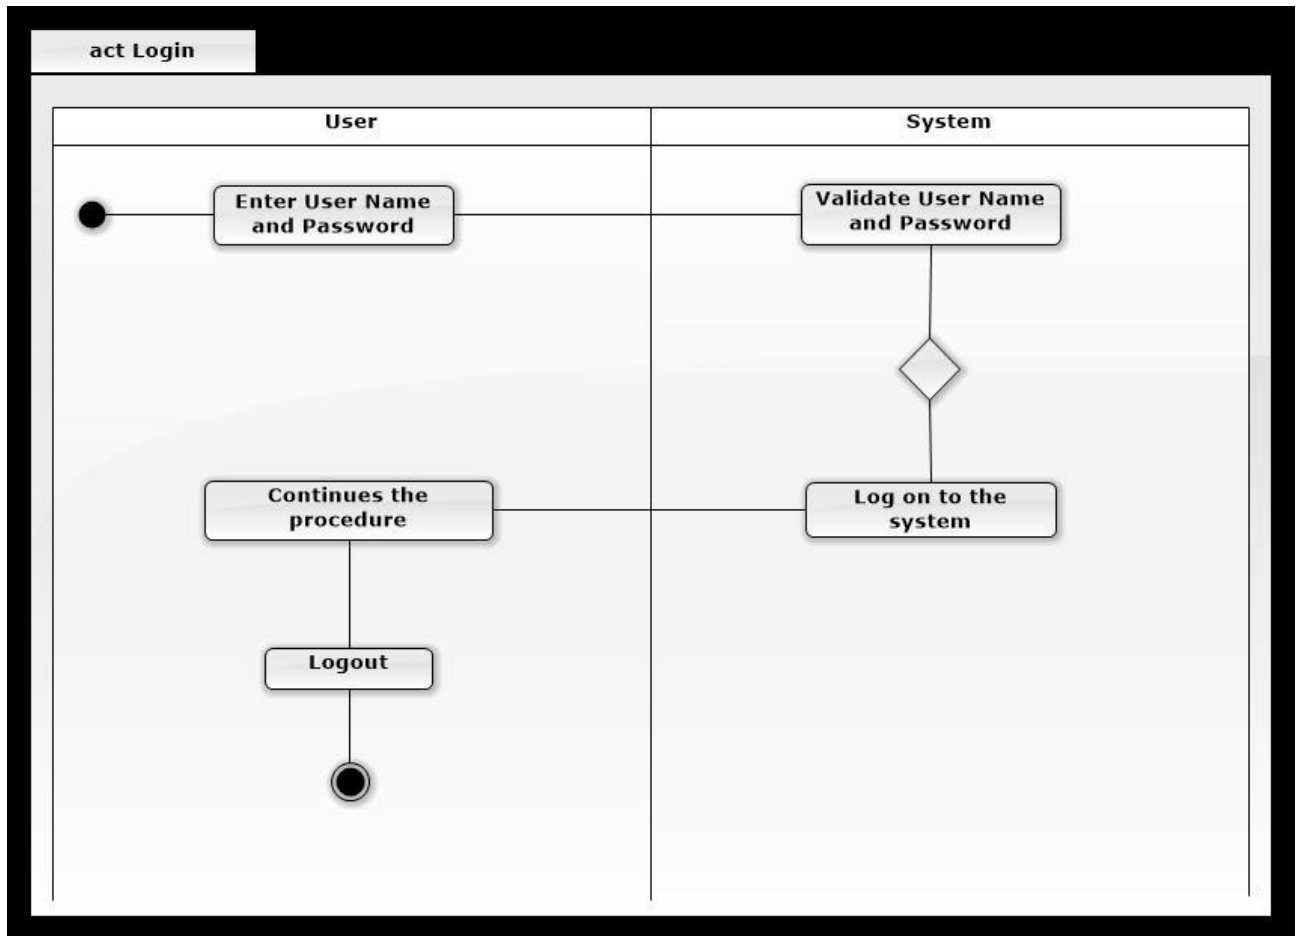 act Login
User
System
Enter User Name
and Password
Validate User Name
and Password
Continues the
procedure
Log on to the
system
Logout